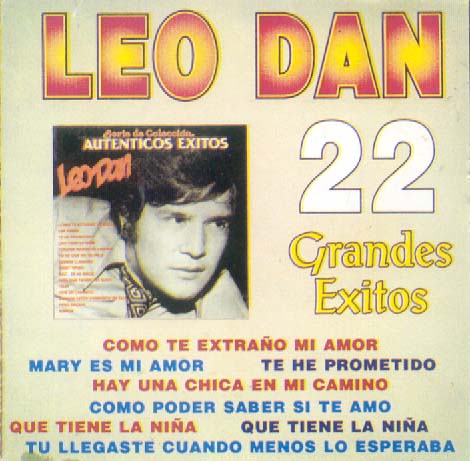 LEO DAN
Serie de Colección
AUTENTICOS EXITOS
Leo Dan
22
Grandes
Exitos
COMO TE EXTRAÑO MI AMOR
MARY ES MI AMOR TE HE PROMETIDO
HAY UNA CHICA EN MI CAMINO
COMO PODER SABER SI TE AMO
QUE TIENE LA NIÑA QUE TIENE LA NIÑA
TU LLEGASTE CUANDO MENOS LO ESPERABA